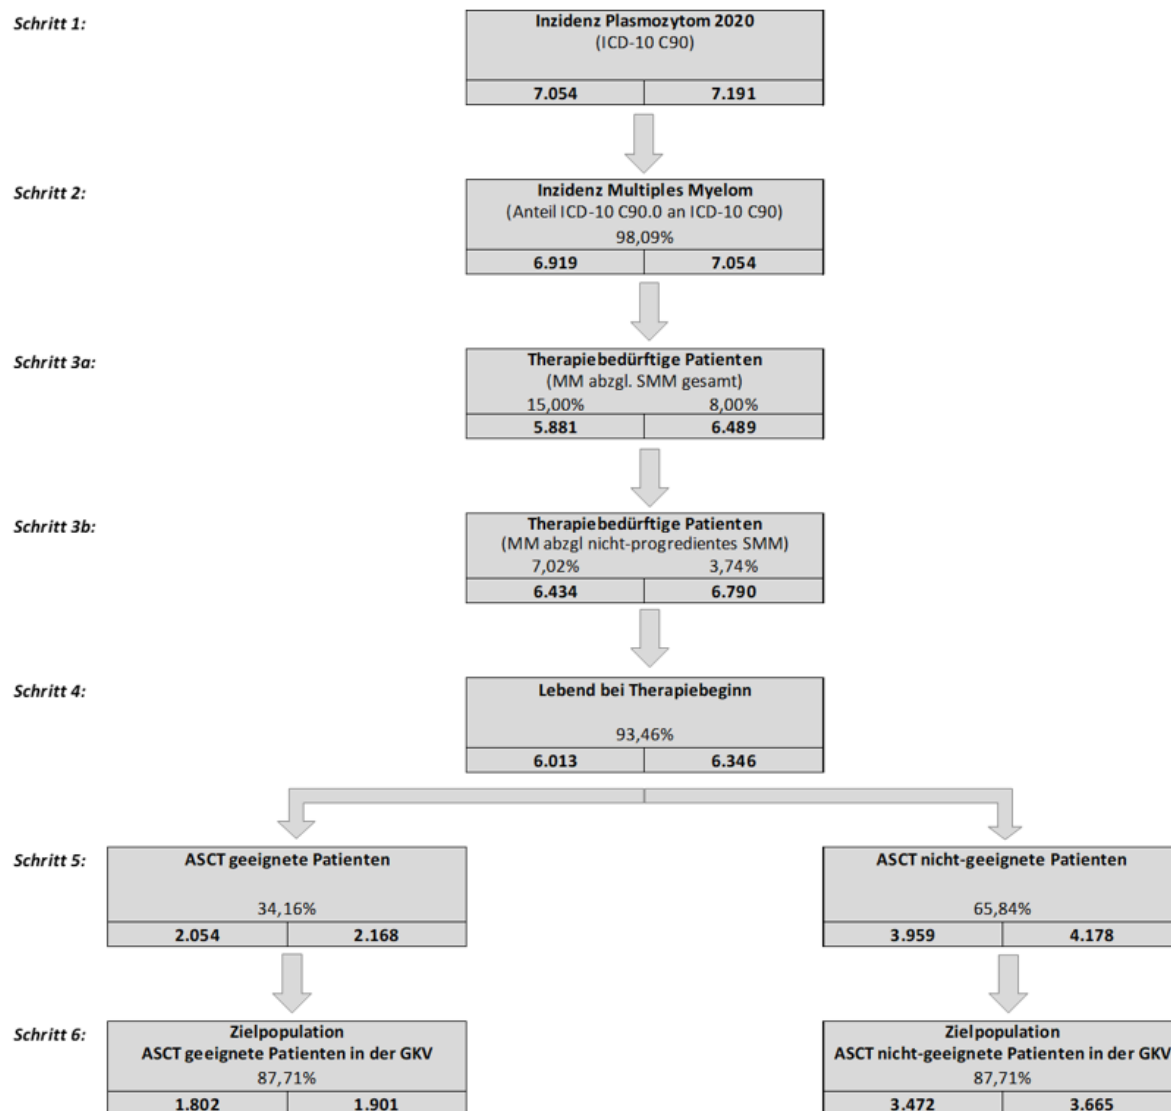 Schritt 1:
Inzidenz Plasmozytom 2020
(ICD-10 C90)
7.054 7.191
Schritt 2:
Inzidenz Multiples Myelom
(Anteil ICD-10 C90.0 an ICD-10 C90)
98,09%
6.919 7.054
Schritt 3a:
Therapiebedürftige Patienten
(MM abzgl. SMM gesamt)
15,00% 8,00%
5.881 6.489
Schritt 3b:
Therapiebedürftige Patienten
(MM abzgl nicht-progredientes SMM)
7,02% 3,74%
6.434 6.790
Schritt 4:
Lebend bei Therapiebeginn
93,46%
6.013 6.346
Schritt 5:
ASCT geeignete Patienten
34,16%
2.054 2.168
ASCT nicht-geeignete Patienten
65,84%
3.959 4.178
Schritt 6:
Zielpopulation
ASCT geeignete Patienten in der GKV
87,71%
1.802 1.901
Zielpopulation
ASCT nicht-geeignete Patienten in der GKV
87,71%
3.472 3.665